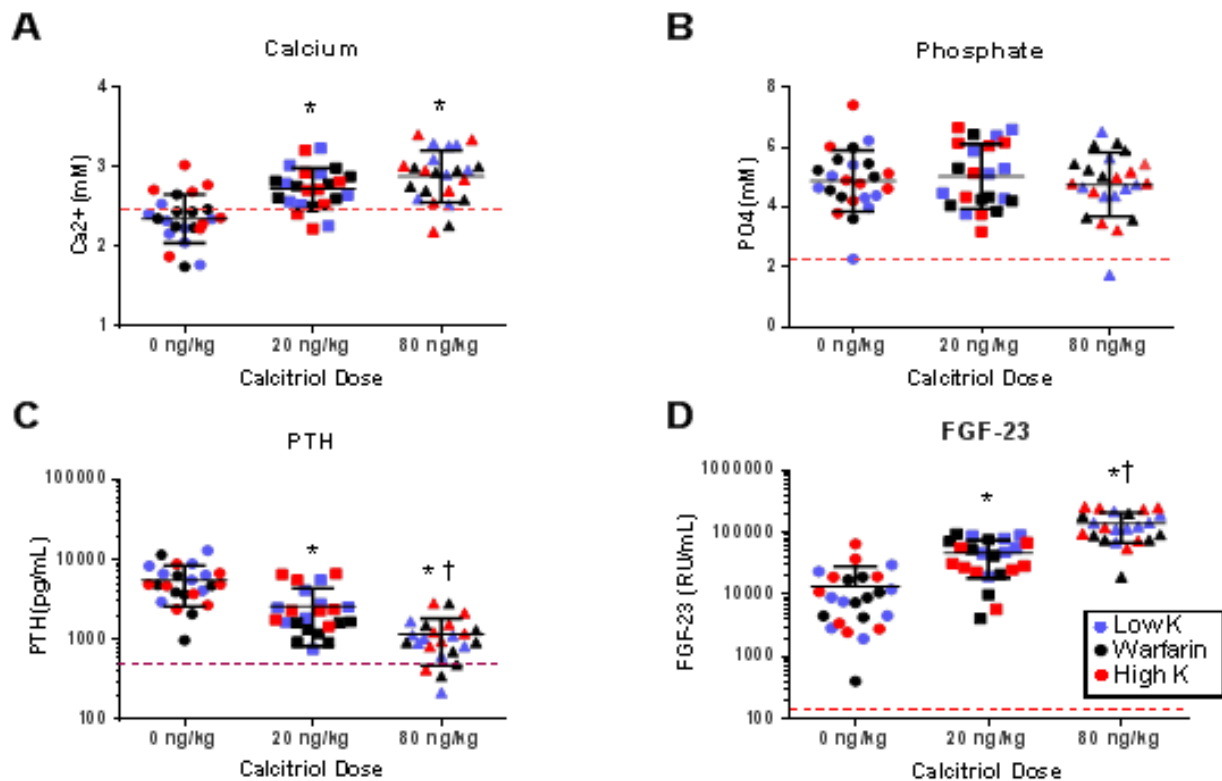 A
Calcium
Ca2+ (mM)
4
3
2
1
*
*
0 ng/kg
20 ng/kg
80 ng/kg
Calcitriol Dose
B
Phosphate
PO4 (mM)
8
6
4
2
0
0 ng/kg
20 ng/kg
80 ng/kg
Calcitriol Dose
C
PTH
PTH(pg/mL)
100000
10000
1000
100
*
* †
0 ng/kg
20 ng/kg
80 ng/kg
Calcitriol Dose
D
FGF-23
FGF-23 (RU/mL)
1000000
100000
10000
1000
100
*
*†
0 ng/kg
20 ng/kg
80 ng/kg
Calcitriol Dose
Low K
Warfarin
High K